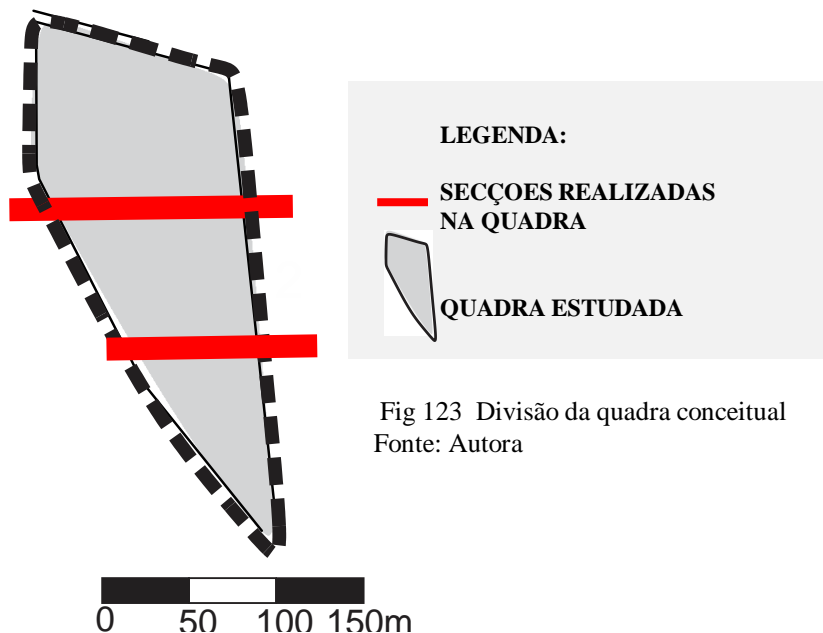 LEGENDA:
SECÇOES REALIZADAS
NA QUADRA
QUADRA ESTUDADA
Fig 123 Divisão da quadra conceitual
Fonte: Autora
0 50 100 150m